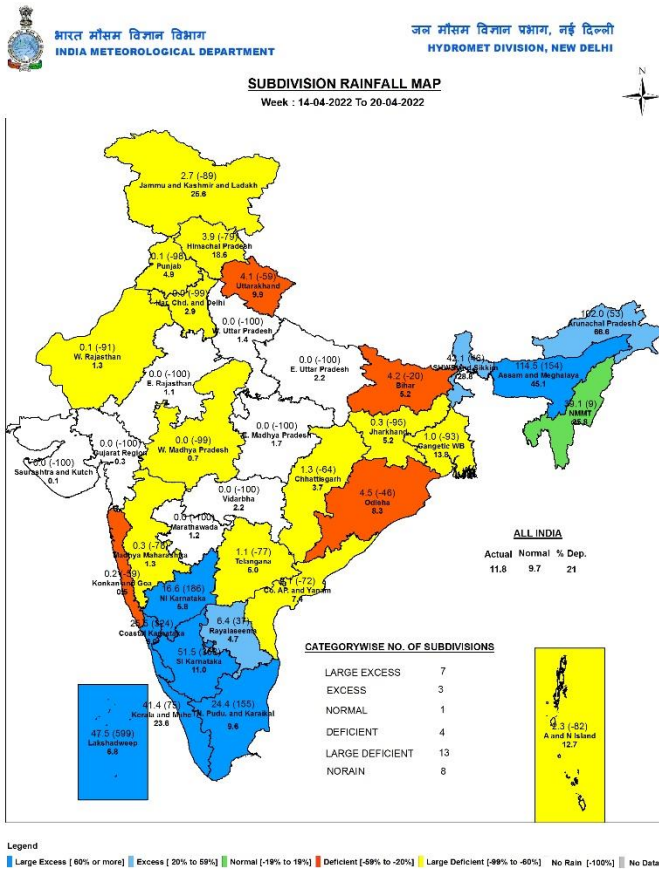 भारत मौसम विज्ञान विभाग
INDIA METEOROLOGICAL DEPARTMENT
जल मौसम विज्ञान प्रभाग, नई दिल्ली
HYDROMET DIVISION, NEW DELHI
SUBDIVISION RAINFALL MAP
Week : 14-04-2022 To 20-04-2022
N
2.7 (-89)
Jammu and Kashmir and Ladakh
25.6
3.9 (-79)
Himachal Pradesh
18.6
0.1 (-98)
Punjab
4.9
4.1 (-59)
Uttarakhand
9.9
0.0 (-99)
Har. Chd. and Delhi
2.9
0.0 (-100)
W. Uttar Pradesh
1.4
102.0 (53)
Arunachal Pradesh
66.6
0.1 (-91)
W. Rajasthan
1.3
0.0 (-100)
E. Rajasthan
1.1
0.0 (-100)
E. Uttar Pradesh
2.2
(46)
Sikkim
28.8
114.5 (154)
Assam and Meghalaya
45.1
4.2 (-20)
Bihar
5.2
39.1 (9)
NMMT
0.3 (-95)
Jharkhand
5.2
1.0 (-93)
Gangetic WB
13.8
0.0 (-100)
Saurashtra and Kutch
0.1
0.0 (-100)
Gujarat Region
0.3
0.0 (-99)
W. Madhya Pradesh
0.7
0.0 (-100)
E. Madhya Pradesh
1.7
1.3 (-64)
Chhattisgarh
3.7
0.0 (-100)
Vidarbha
2.2
4.5 (-46)
Odisha
8.3
0.0 (-100)
Marathawada
1.2
0.3 (-76)
Madhya Maharashtra
1.3
1.1 (-77)
Telangana
5.0
0.2 (-59)
Konkan and Goa
(-72)
Co. AP. and Yanam
7.4
16.6 (186)
NI Karnataka
5.8
6.4 (37)
Rayalaseema
4.7
Coastal Karnataka
51.5
SI Karnataka
11.0
41.4 (75)
Kerala and Mahe
23.6
24.4 (155)
T.N. Pudu. and Karaikal
9.6
47.5 (599)
Lakshadweep
6.8
2.3 (-82)
A and N Island
12.7
ALL INDIA
Actual Normal % Dep.
11.8 9.7 21
CATEGORYWISE NO. OF SUBDIVISIONS
LARGE EXCESS 7
EXCESS 3
NORMAL 1
DEFICIENT 4
LARGE DEFICIENT 13
NORAIN 8
Legend
Large Excess [ 60% or more] Excess [ 20% to 59%] Normal [-19% to 19%] Deficient [-59% to -20%] Large Deficient [-99% to -60%] No Rain [-100%] No Data